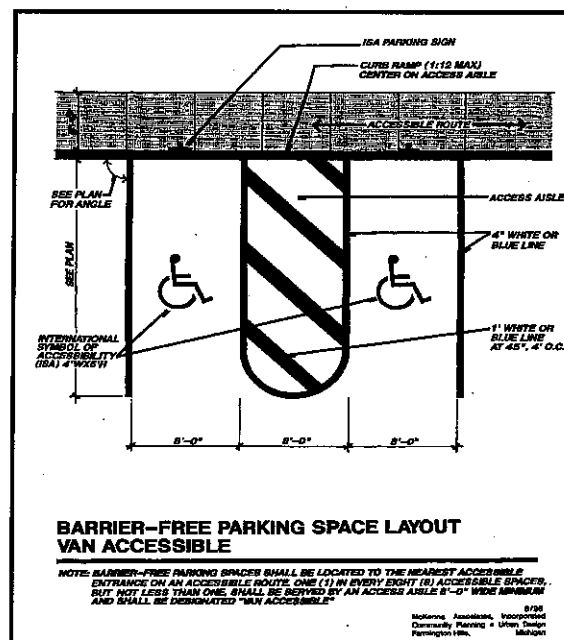 ISA PARKING SIGN
CURB RAMP (1:12 MAX)
CENTER ON ACCESS AISLE
ACCESSIBLE ROUTE
SEE PLAN
FOR ANGLE
ACCESS AISLE
4" WHITE OR
BLUE LINE
SEE PLAN
INTERNATIONAL
SYMBOL OF
ACCESSIBILITY
(ISA) 4'WX5'H
1' WHITE OR
BLUE LINE
AT 45°, 4' O.C.
8'-0" 8'-0" 8'-0"
BARRIER-FREE PARKING SPACE LAYOUT
VAN ACCESSIBLE
NOTE: BARRIER-FREE PARKING SPACES SHALL BE LOCATED TO THE NEAREST ACCESSIBLE
ENTRANCE ON AN ACCESSIBLE ROUTE. ONE (1) IN EVERY EIGHT (8) ACCESSIBLE SPACES,
BUT NOT LESS THAN ONE, SHALL BE SERVED BY AN ACCESS AISLE 8'-0" WIDE MINIMUM
AND SHALL BE DESIGNATED "VAN ACCESSIBLE"
McKenna Associates, Incorporated
Community Planning & Urban Design
Farmington Hills, Michigan